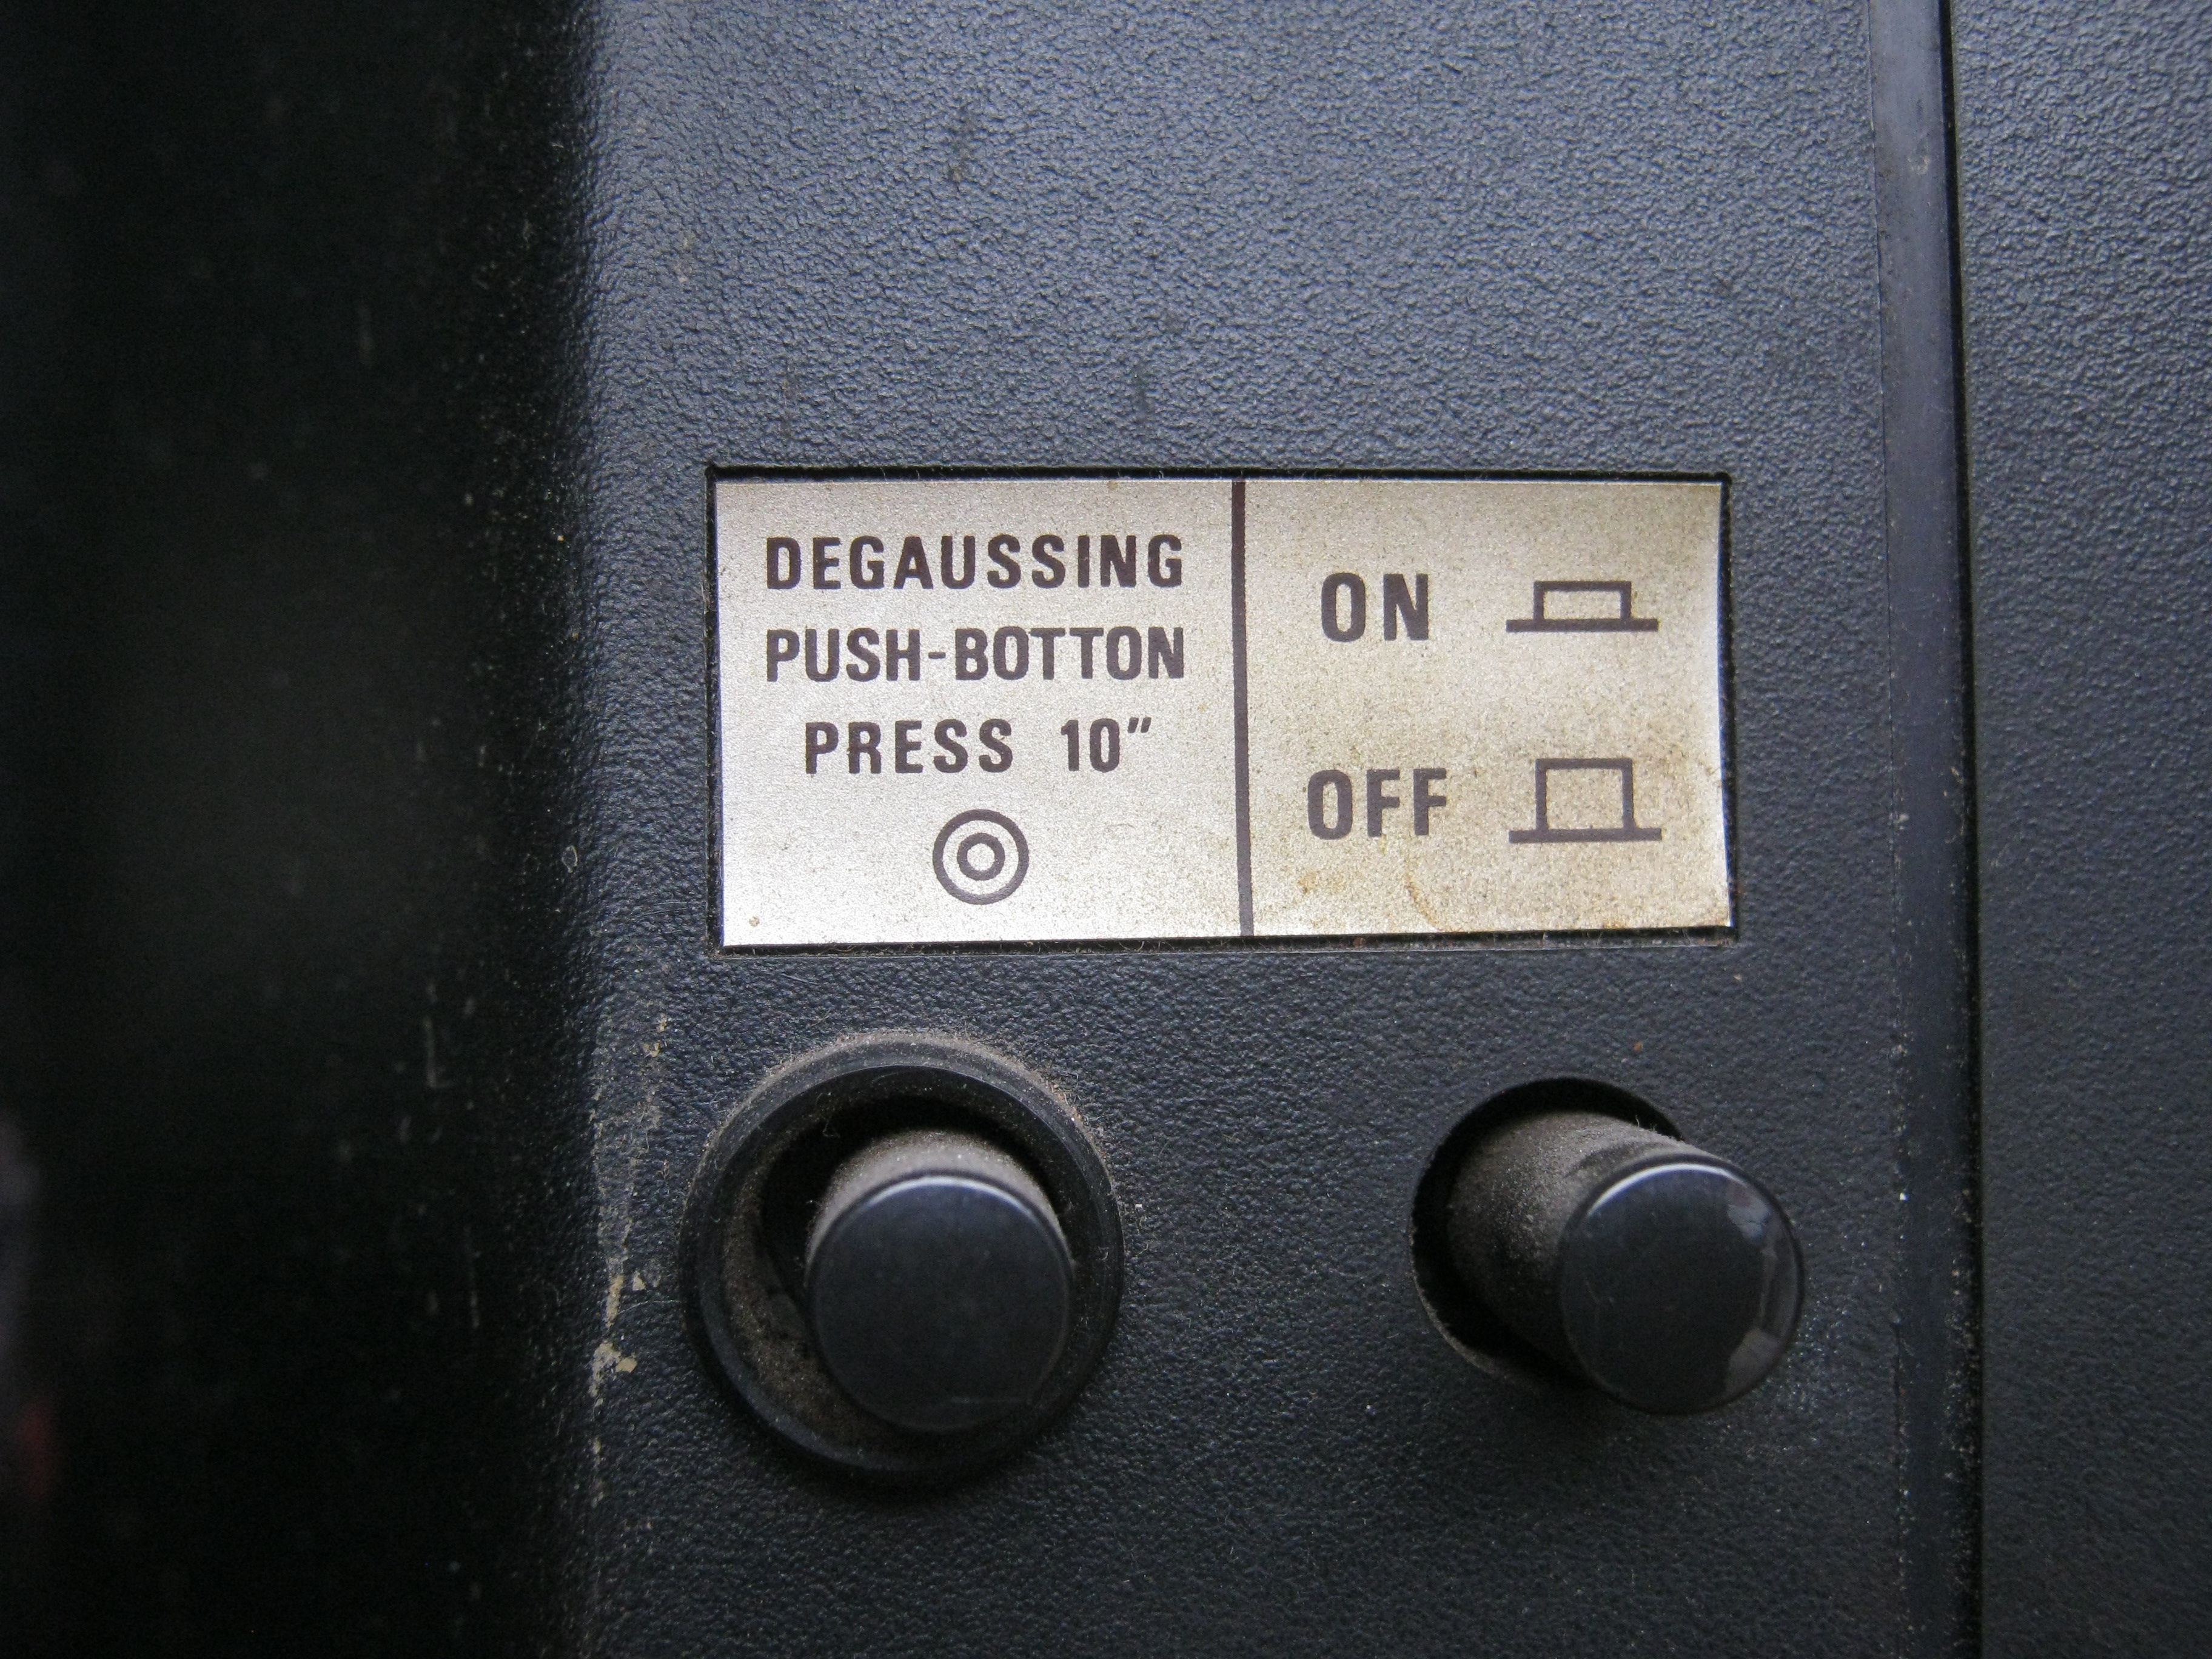 DEGAUSSING
PUSH-BOTTON
PRESS 10"
ON
OFF